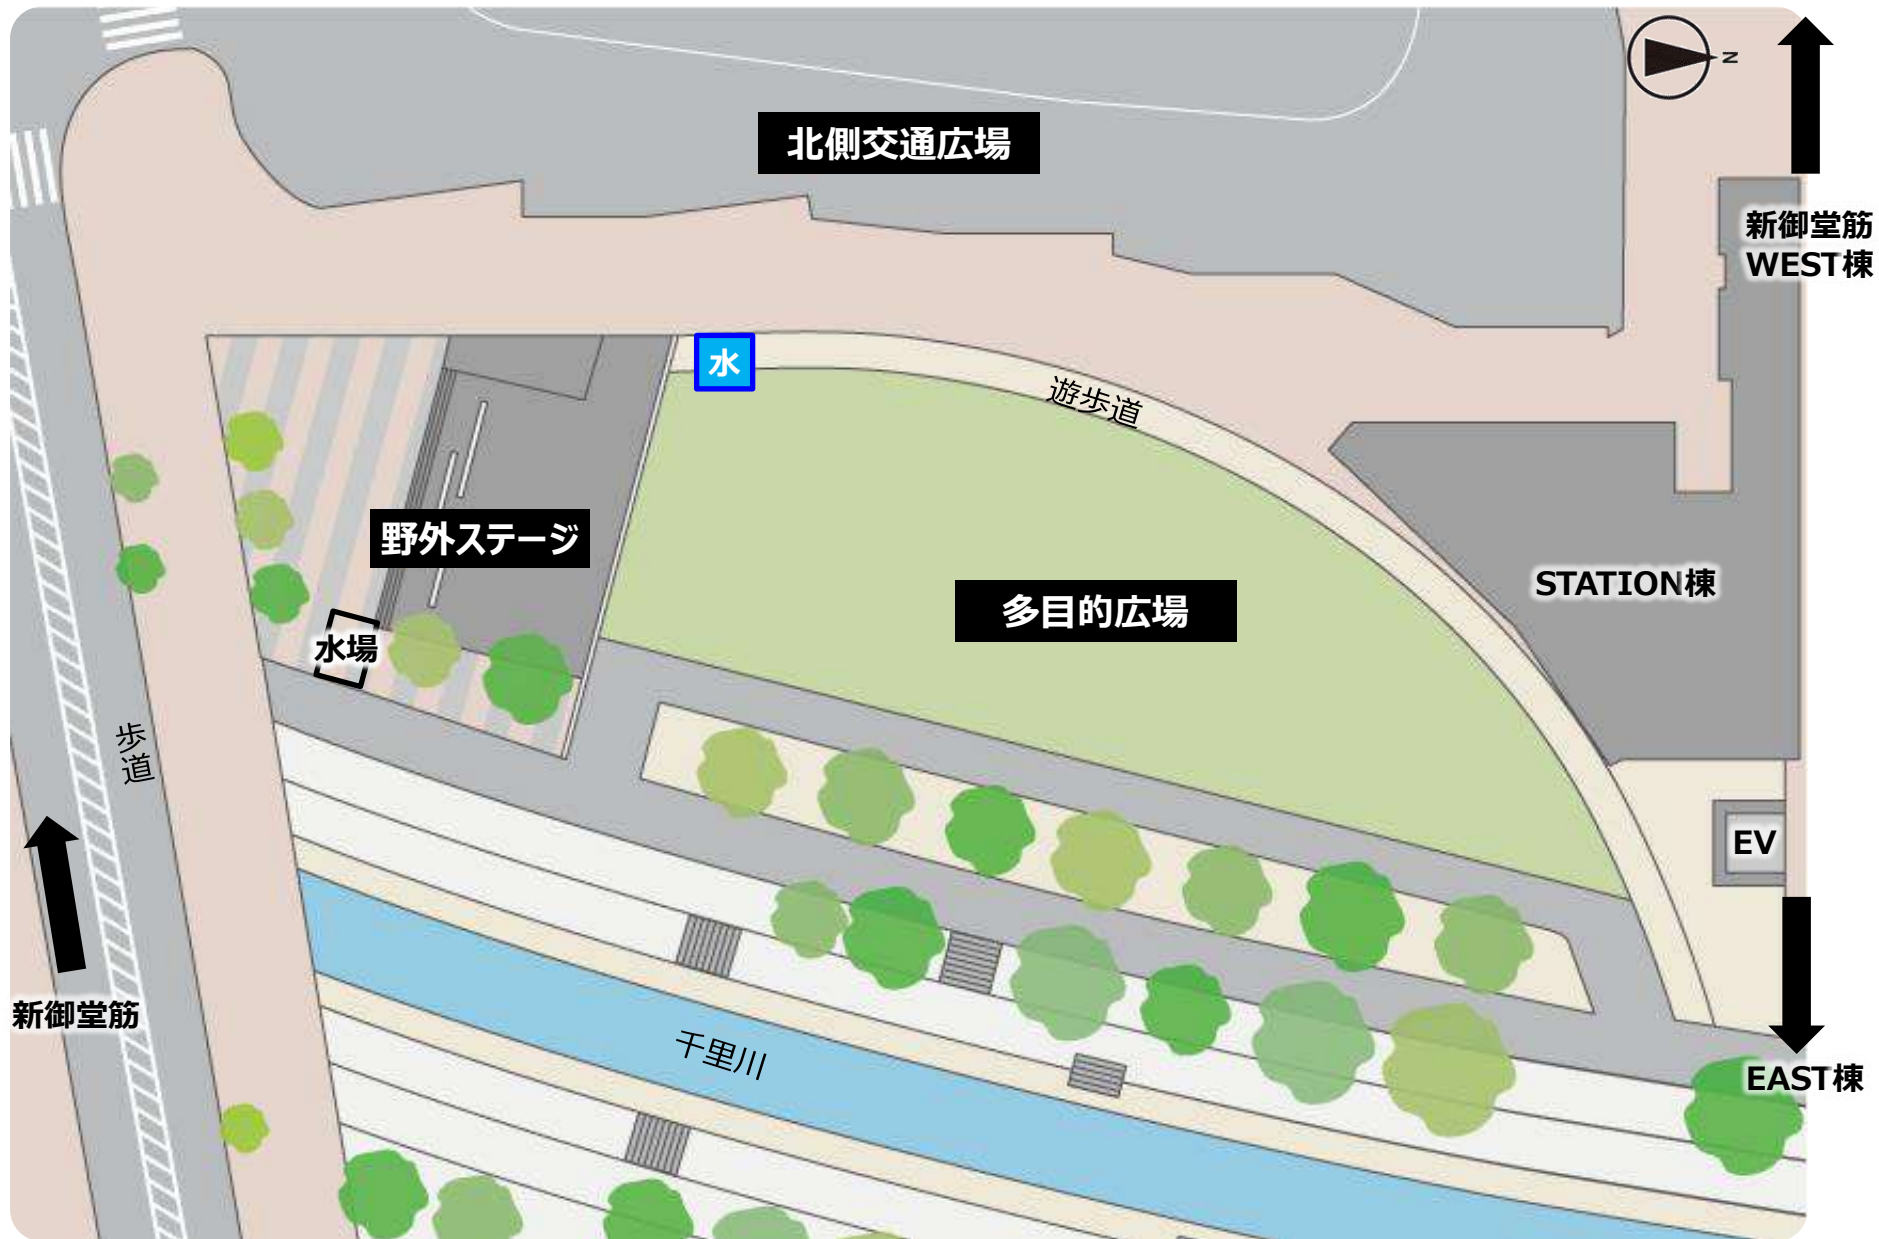 N
北側交通広場
新御堂筋
WEST棟
水
遊歩道
野外ステージ
STATION棟
多目的広場
水場
歩道
EV
新御堂筋
千里川
EAST棟